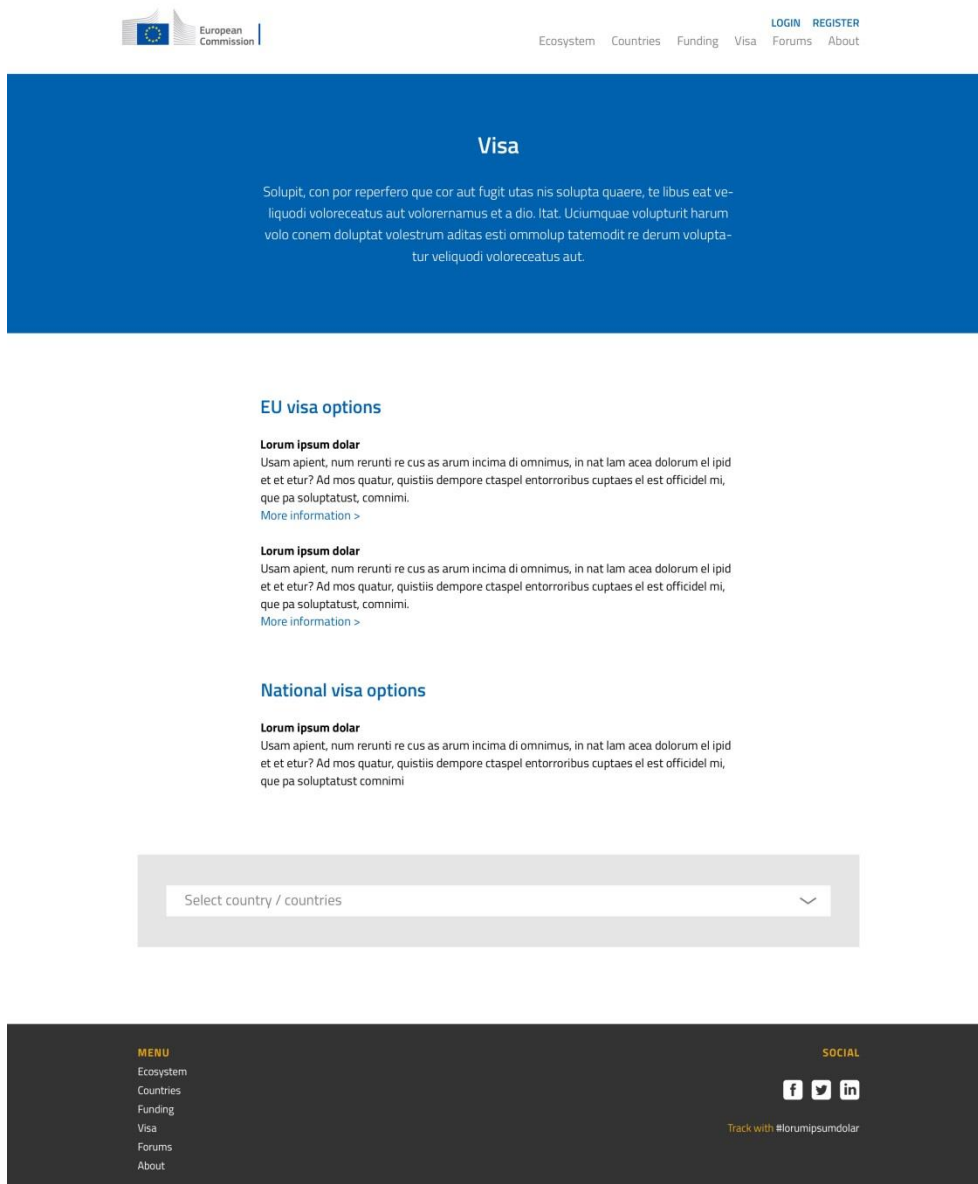 European
Commission
LOGIN REGISTER
Ecosystem Countries Funding Visa Forums About
Visa
Solupit, con por reperfero que cor aut fugit utas nis solupta quaere, te libus eat ve-
liquodi voloreceatus aut volorernamus et a dio. Itat. Uciumquae volupturit harum
volo conem doluptat volestrum aditas esti ommolup tatemodit re derum volupta-
tur veliquodi voloreceatus aut.
EU visa options
Lorum ipsum dolar
Usam apient, num rerunti re cus as arum incima di omnimus, in nat lam acea dolorum el ipid
et et etur? Ad mos quatur, quistiis dempore ctaspel entorroribus cuptaes el est officidel mi,
que pa soluptatust, comnimi.
More information >
Lorum ipsum dolar
Usam apient, num rerunti re cus as arum incima di omnimus, in nat lam acea dolorum el ipid
et et etur? Ad mos quatur, quistiis dempore ctaspel entorroribus cuptaes el est officidel mi,
que pa soluptatust, comnimi.
More information >
National visa options
Lorum ipsum dolar
Usam apient, num rerunti re cus as arum incima di omnimus, in nat lam acea dolorum el ipid
et et etur? Ad mos quatur, quistiis dempore ctaspel entorroribus cuptaes el est officidel mi,
que pa soluptatust comnimi
Select country / countries
MENU
Ecosystem
Countries
Funding
Visa
Forums
About
SOCIAL
f in
Track with #lorumipsumdolar